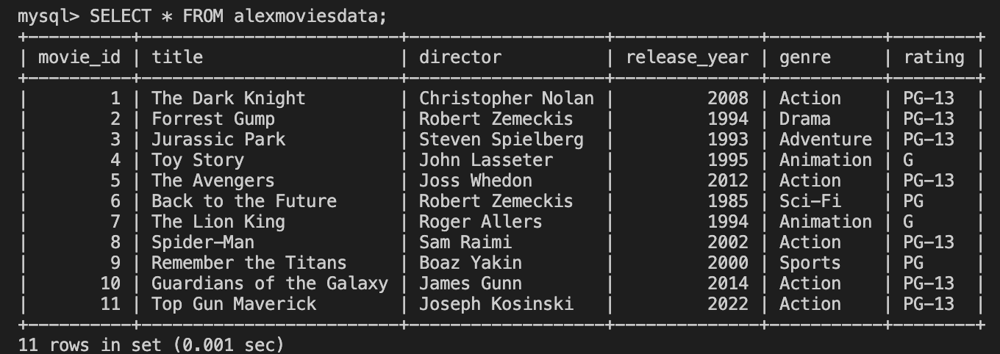 mysql> SELECT * FROM alexmoviesdata;
+----------+-------------------------+-------------------+--------------+-----------+--------+
| movie_id | title                   | director          | release_year | genre     | rating |
+----------+-------------------------+-------------------+--------------+-----------+--------+
|        1 | The Dark Knight         | Christopher Nolan |         2008 | Action    | PG-13  |
|        2 | Forrest Gump            | Robert Zemeckis   |         1994 | Drama     | PG-13  |
|        3 | Jurassic Park           | Steven Spielberg  |         1993 | Adventure | PG-13  |
|        4 | Toy Story               | John Lasseter     |         1995 | Animation | G      |
|        5 | The Avengers            | Joss Whedon       |         2012 | Action    | PG-13  |
|        6 | Back to the Future      | Robert Zemeckis   |         1985 | Sci-Fi    | PG     |
|        7 | The Lion King           | Roger Allers      |         1994 | Animation | G      |
|        8 | Spider-Man              | Sam Raimi         |         2002 | Action    | PG-13  |
|        9 | Remember the Titans     | Boaz Yakin        |         2000 | Sports    | PG     |
|       10 | Guardians of the Galaxy | James Gunn        |         2014 | Action    | PG-13  |
|       11 | Top Gun Maverick        | Joseph Kosinski   |         2022 | Action    | PG-13  |
+----------+-------------------------+-------------------+--------------+-----------+--------+
11 rows in set (0.001 sec)